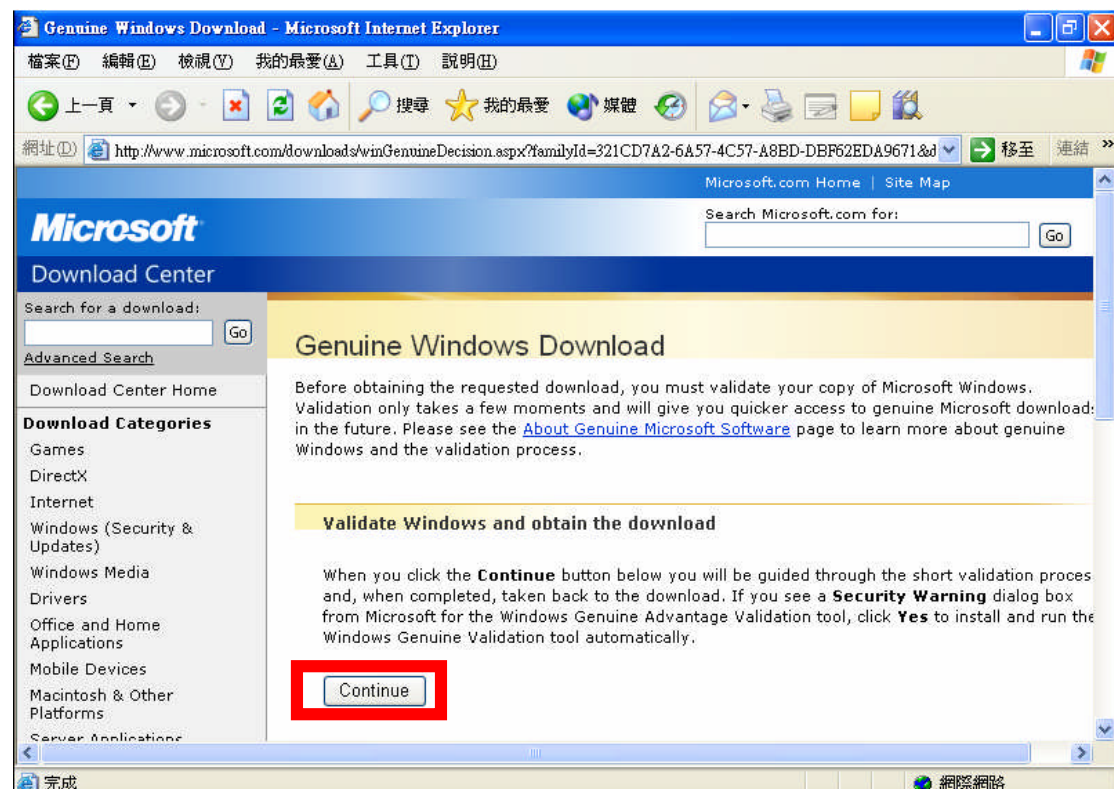 Genuine Windows Download - Microsoft Internet Explorer
檔案(F) 編輯(E) 檢視(V) 我的最愛(A) 工具(T) 說明(H)
上一頁 搜尋 我的最愛 媒體
網址(D) http://www.microsoft.com/downloads/winGenuineDecision.aspx?familyId=321CD7A2-6A57-4C57-A8BD-DBF62EDA9671&d 移至 連結 »
Microsoft.com Home | Site Map
Microsoft
Search Microsoft.com for:
Go
Download Center
Search for a download:
Go
Advanced Search
Download Center Home
Download Categories
Games
DirectX
Internet
Windows (Security &
Updates)
Windows Media
Drivers
Office and Home
Applications
Mobile Devices
Macintosh & Other
Platforms
Server Applications
Genuine Windows Download
Before obtaining the requested download, you must validate your copy of Microsoft Windows.
Validation only takes a few moments and will give you quicker access to genuine Microsoft downloads
in the future. Please see the About Genuine Microsoft Software page to learn more about genuine
Windows and the validation process.
Validate Windows and obtain the download
When you click the Continue button below you will be guided through the short validation proces
and, when completed, taken back to the download. If you see a Security Warning dialog box
from Microsoft for the Windows Genuine Advantage Validation tool, click Yes to install and run the
Windows Genuine Validation tool automatically.
Continue
完成 網際網路